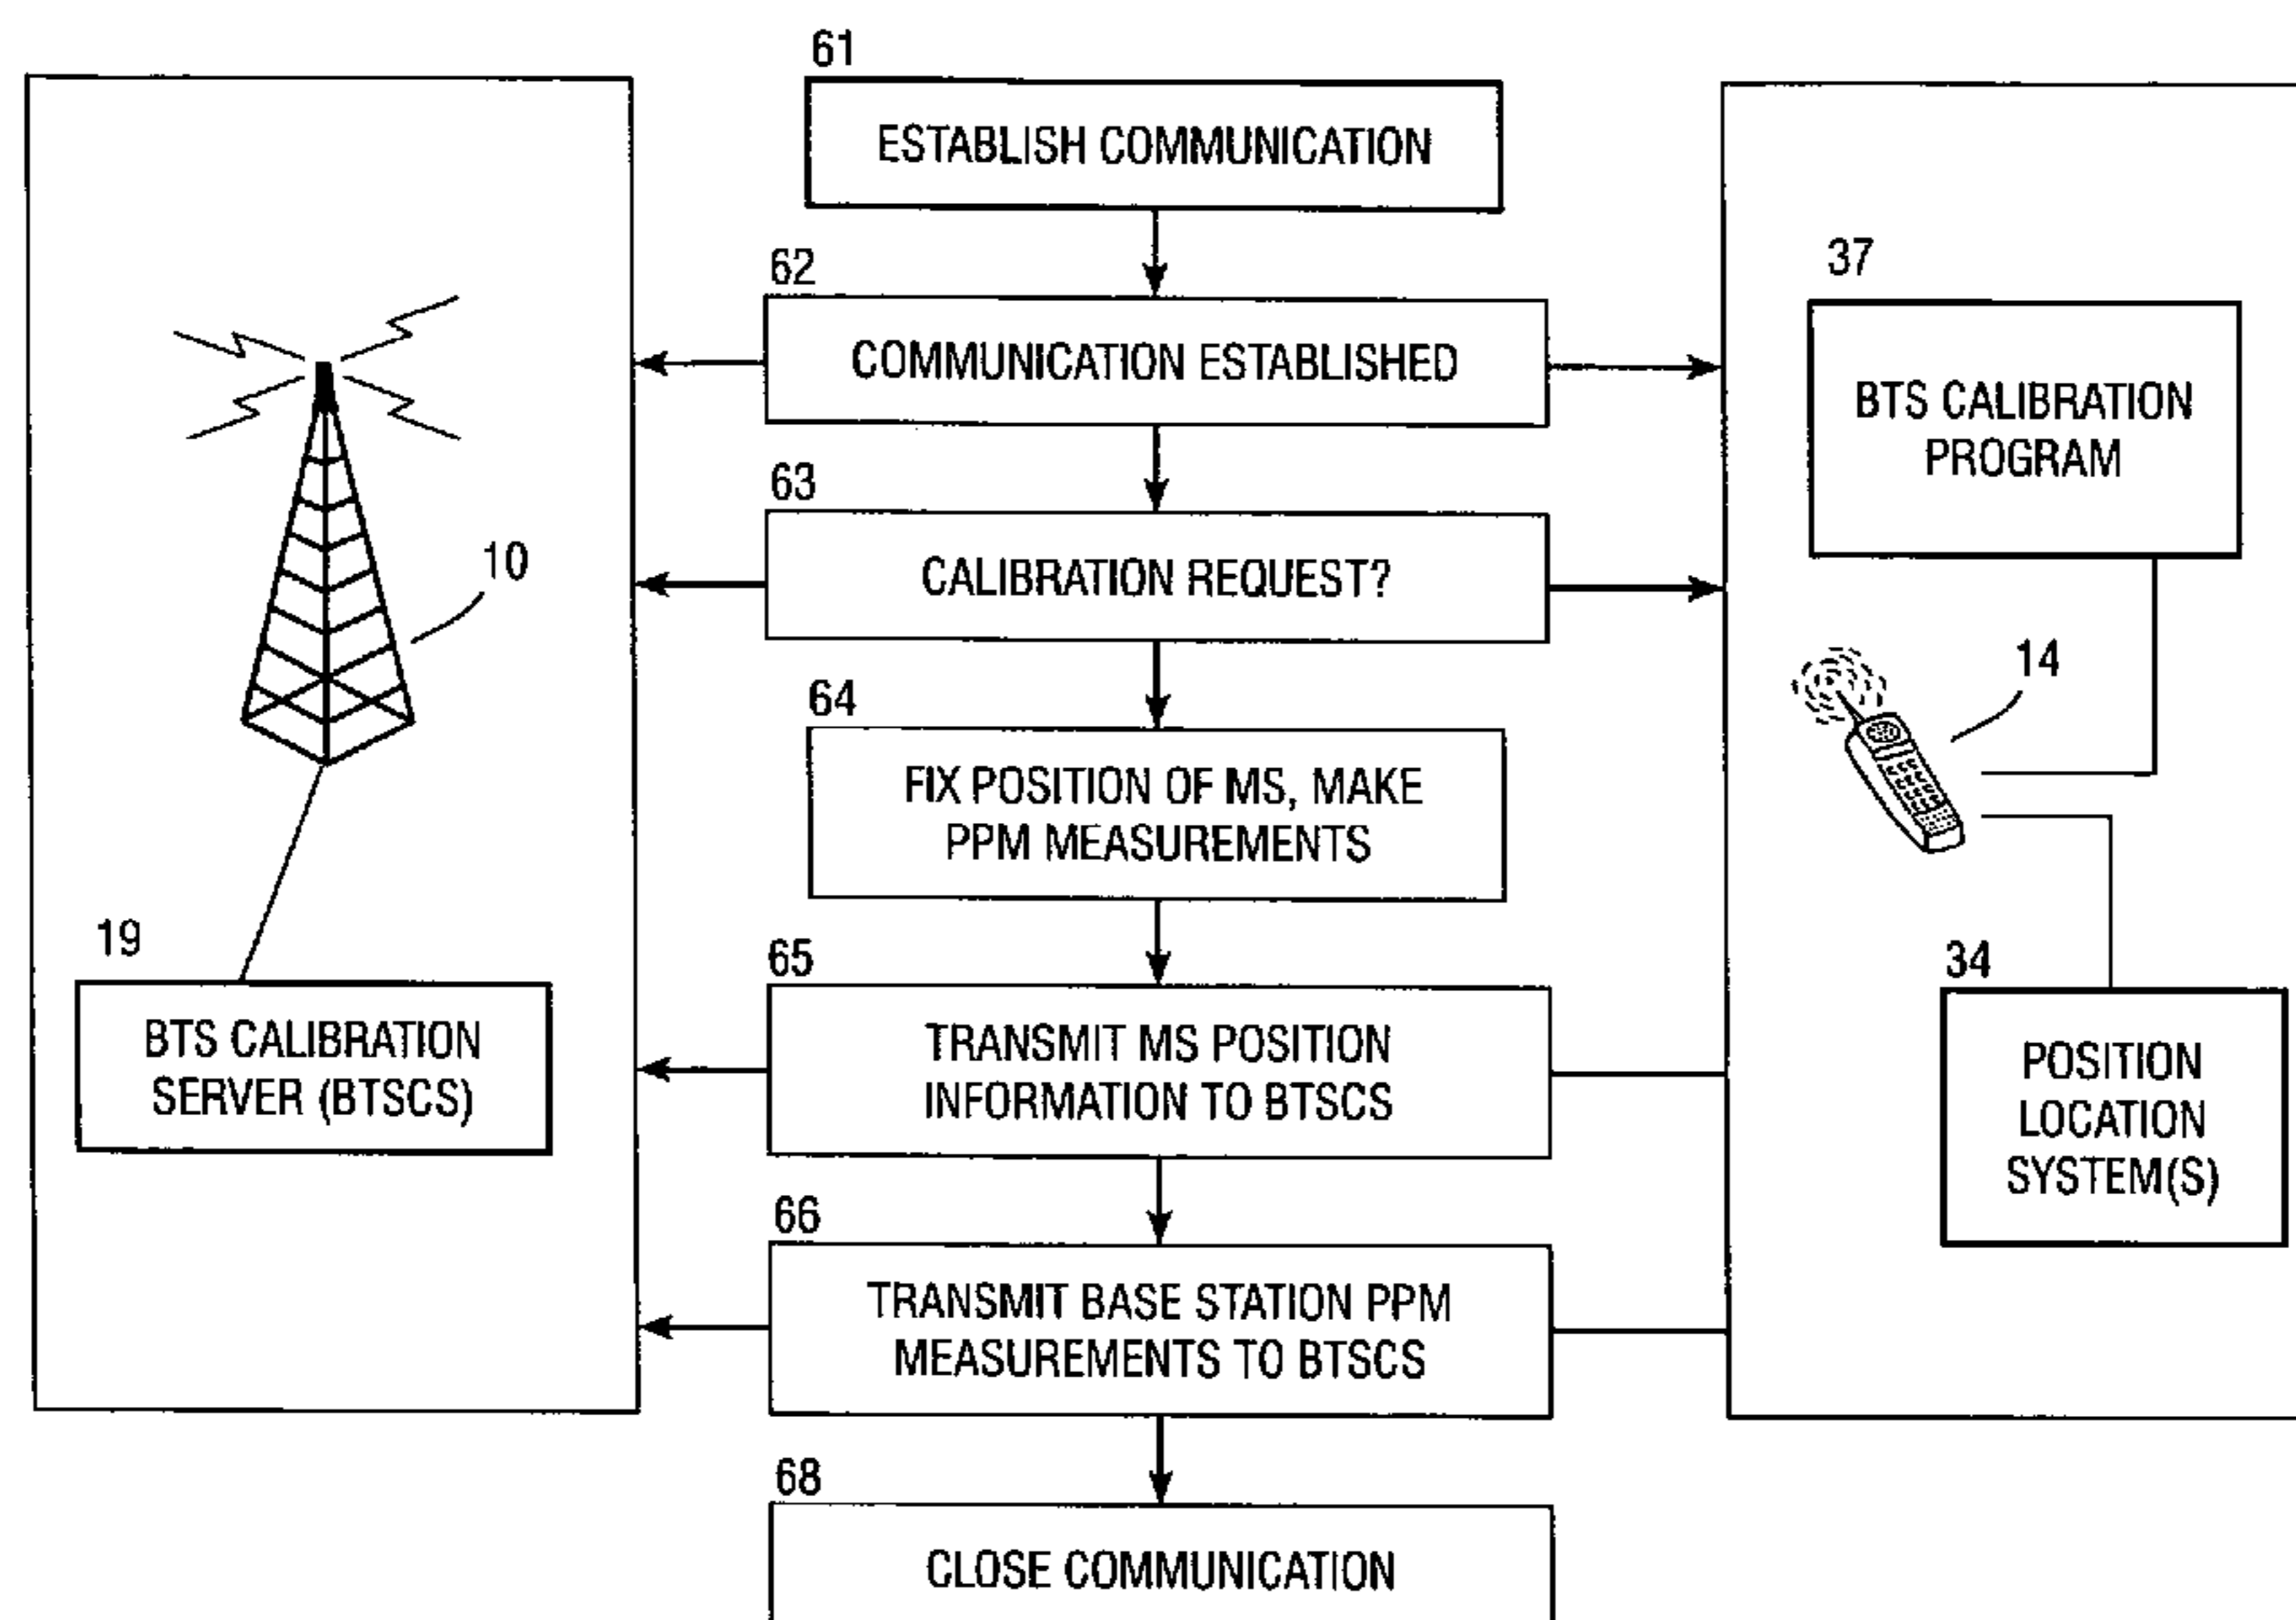 61
ESTABLISH COMMUNICATION
62
COMMUNICATION ESTABLISHED
63
CALIBRATION REQUEST?
64
FIX POSITION OF MS, MAKE
PPM MEASUREMENTS
65
TRANSMIT MS POSITION
INFORMATION TO BTSCS
66
TRANSMIT BASE STATION PPM
MEASUREMENTS TO BTSCS
68
CLOSE COMMUNICATION
10
19
BTS CALIBRATION
SERVER (BTSCS)
37
BTS CALIBRATION
PROGRAM
14
34
POSITION
LOCATION
SYSTEM(S)